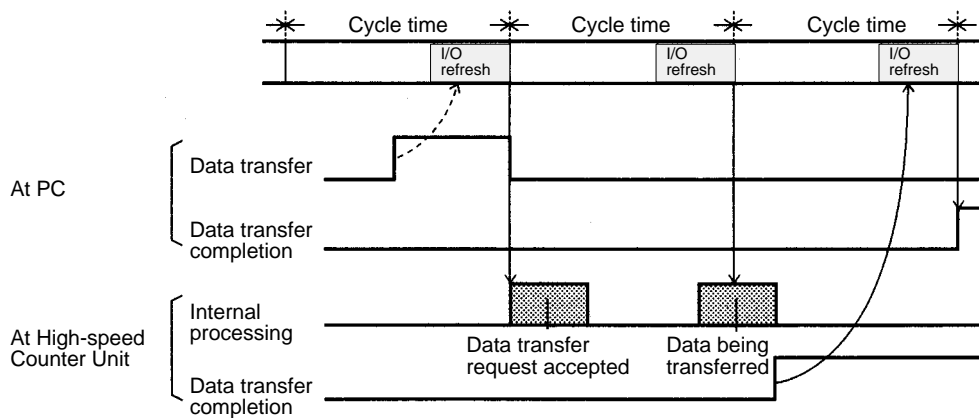 Cycle time Cycle time Cycle time
I/O
refresh
I/O
refresh
I/O
refresh
At PC
Data transfer
Data transfer
completion
At High-speed
Counter Unit
Internal
processing
Data transfer
request accepted
Data being
transferred
Data transfer
completion